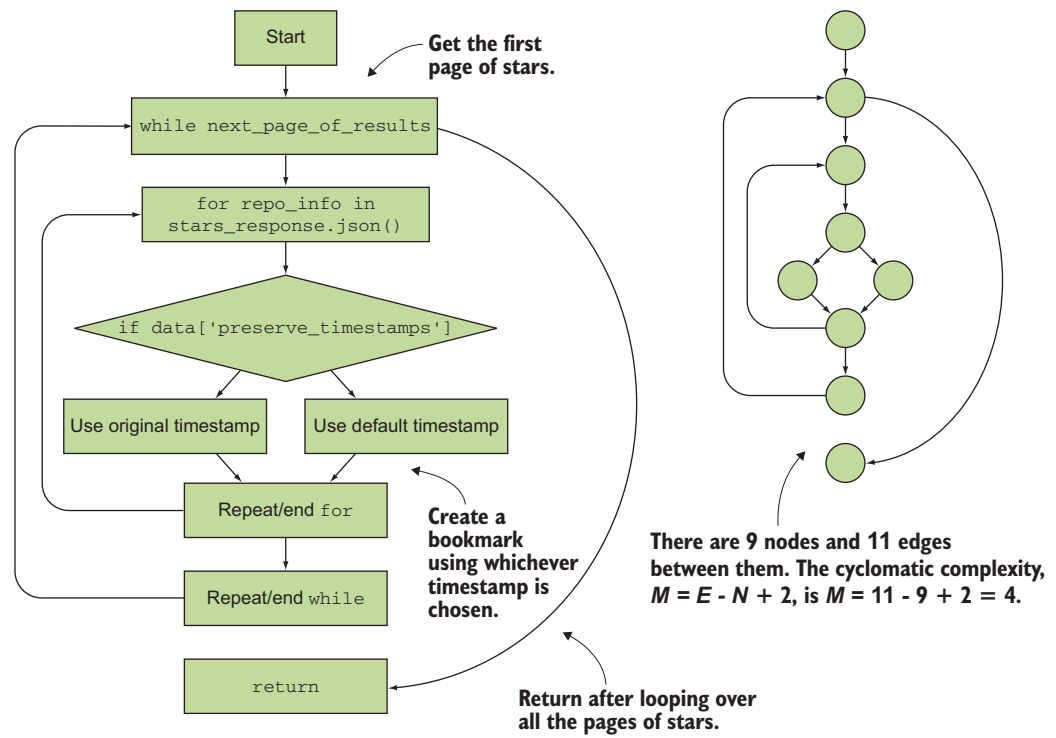 Start
Get the first
page of stars.
while next_page_of_results
for repo_info in
stars_response.json()
if data['preserve_timestamps']
Use original timestamp
Use default timestamp
Repeat/end for
Create a
bookmark
using whichever
timestamp is
chosen.
Repeat/end while
return
Return after looping over
all the pages of stars.
There are 9 nodes and 11 edges
between them. The cyclomatic complexity,
M = E - N + 2, is M = 11 - 9 + 2 = 4.